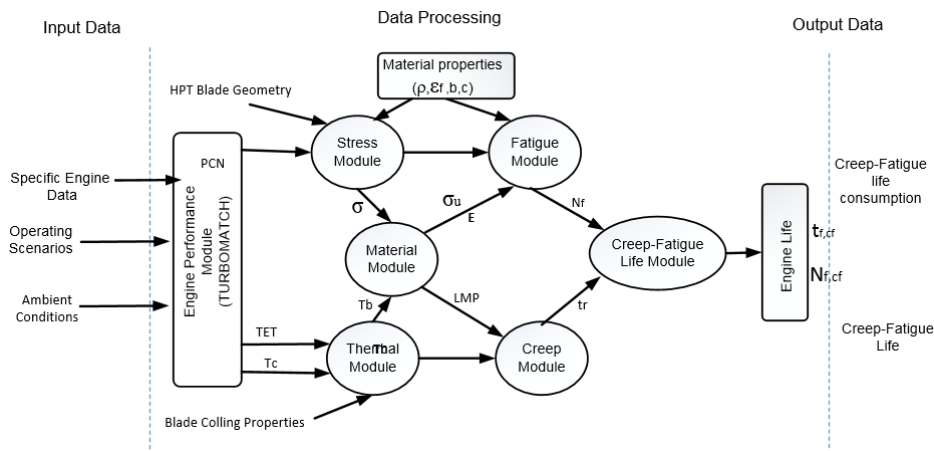 Input Data
Data Processing
Output Data
Material properties
(ρ,εf,b,c)
HPT Blade Geometry
PCN
Stress
Module
Fatigue
Module
Creep-Fatigue
life
consumption
Specific Engine
Data
σ
σu
ε
Nf
Operating
Scenarios
Engine Performance
Module
(TURBOMATCH)
Material
Module
Creep-Fatigue
Life Module
Engine Life
tf,cf
Nf,cf
Ambient
Conditions
Tb
LMP
tr
TET
Tc
Thermal
Module
Tb
Creep
Module
Creep-Fatigue
Life
Blade Colling Properties